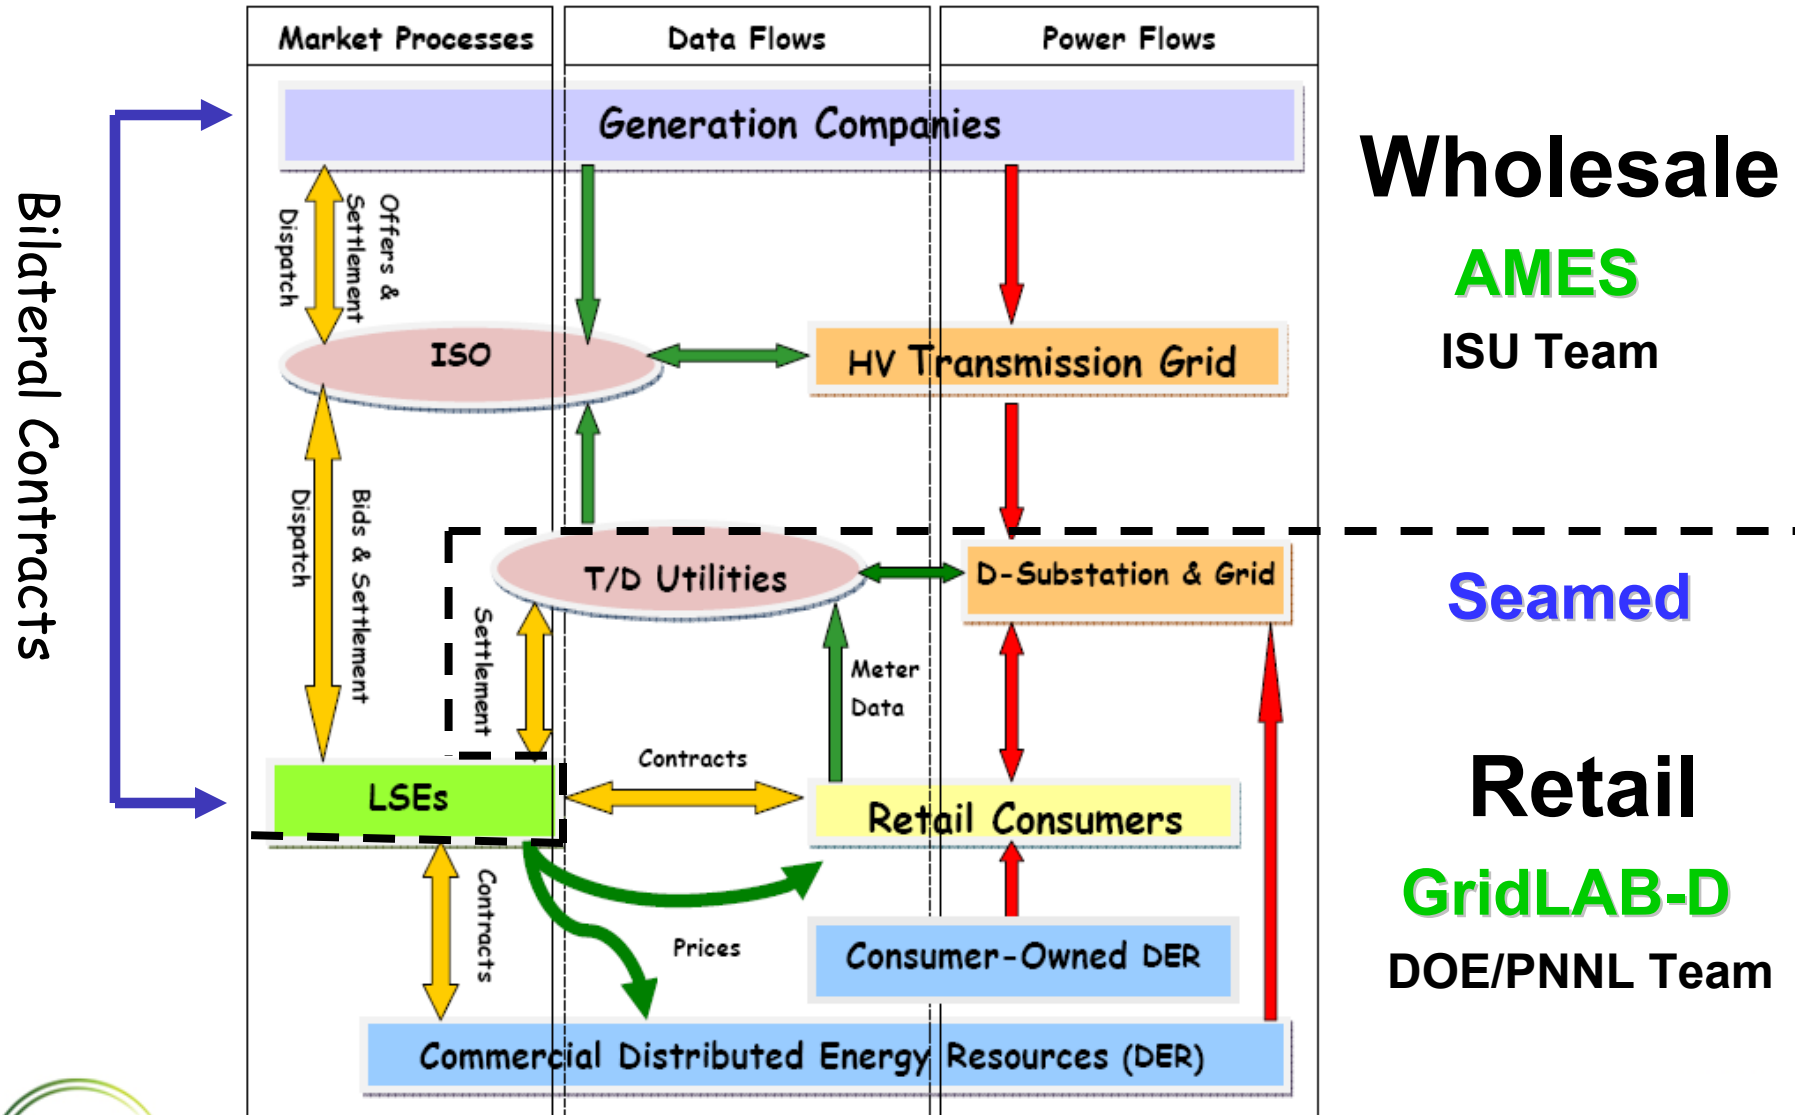 Market Processes
Data Flows
Power Flows
Generation Companies
Bilateral Contracts
Offers &
Settlement
Dispatch
Wholesale
AMES
ISU Team
ISO
HV Transmission Grid
Bids & Settlement
Dispatch
T/D Utilities
D-Substation & Grid
Seamed
Settlement
Meter
Data
Contracts
LSEs
Retail Consumers
Retail
GridLAB-D
DOE/PNNL Team
Contracts
Prices
Consumer-Owned DER
Commercial Distributed Energy Resources (DER)